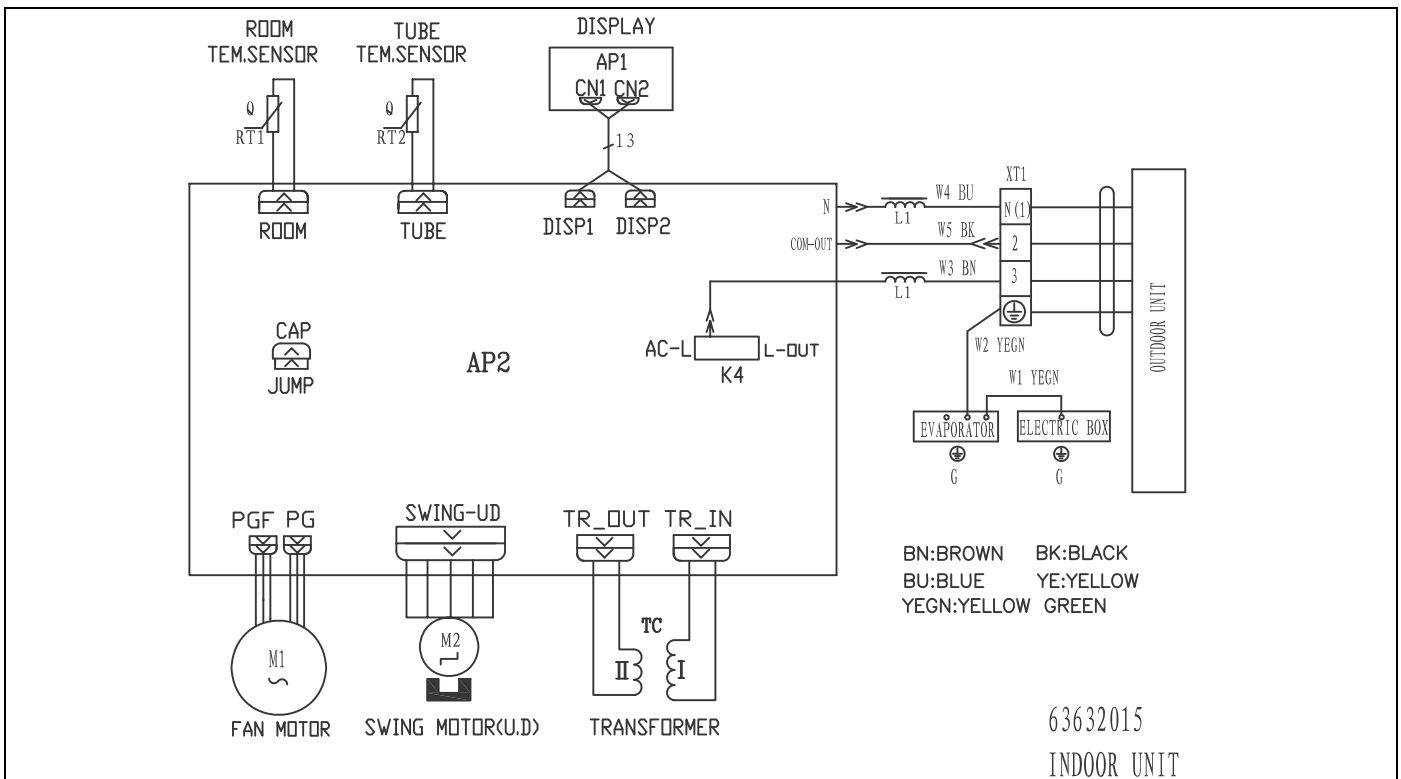 ROOM
TEM.SENSOR
TUBE
TEM.SENSOR
DISPLAY
AP1
CN1 CN2
Q
RT1
Q
RT2
13
ROOM
TUBE
DISP1 DISP2
XT1
N
L1
W4 BU
N(1)
COM-OUT
W5 BK
2
L1
W3 BN
3
OUTDOOR UNIT
CAP
JUMP
AP2
AC-L
L-OUT
K4
W2 YEGN
W1 YEGN
EVAPORATOR
ELECTRIC BOX
G
G
PGF PG
SWING-UD
TR_OUT TR_IN
BN:BROWN BK:BLACK
BU:BLUE YE:YELLOW
YEGN:YELLOW GREEN
M1
M2
TC
II
I
FAN MOTOR
SWING MOTOR(U.D)
TRANSFORMER
63632015
INDOOR UNIT